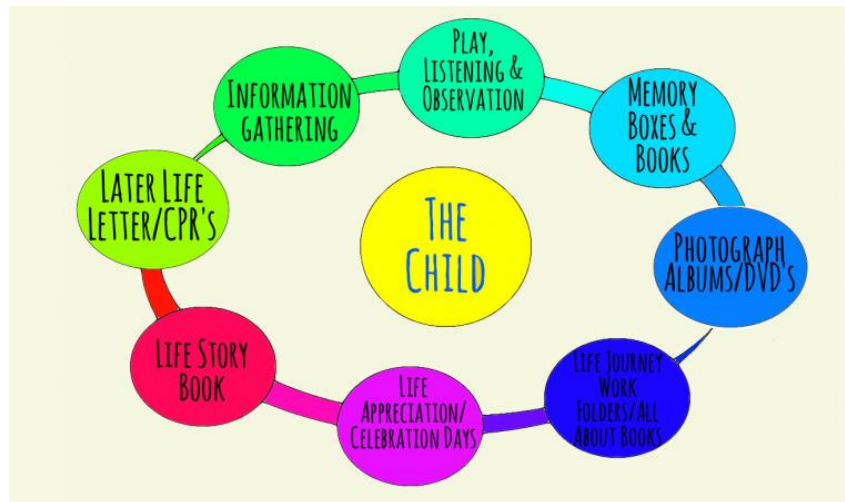 Play,
Listening &
Observation
Information
gathering
Memory
Boxes &
Books
Later Life
Letter/CPR's
The
Child
Photograph
Albums/DVD's
Life Story
Book
Life
Appreciation/
Celebration Days
Life Journey
Work
Folders/All
About Books